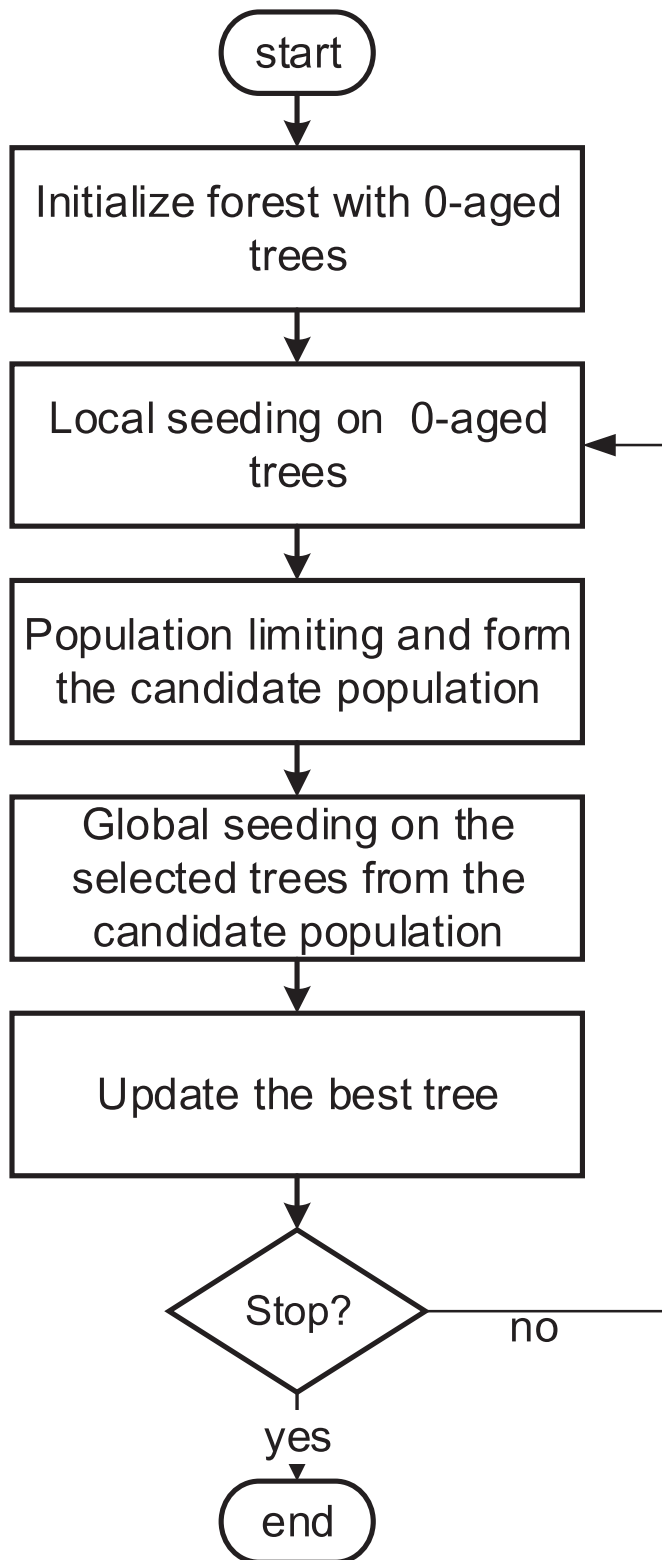 start
Initialize forest with 0-aged
trees
Local seeding on  0-aged
trees
Population limiting and form
the candidate population
Global seeding on the
selected trees from the
candidate population
Update the best tree
Stop?
no
yes
end